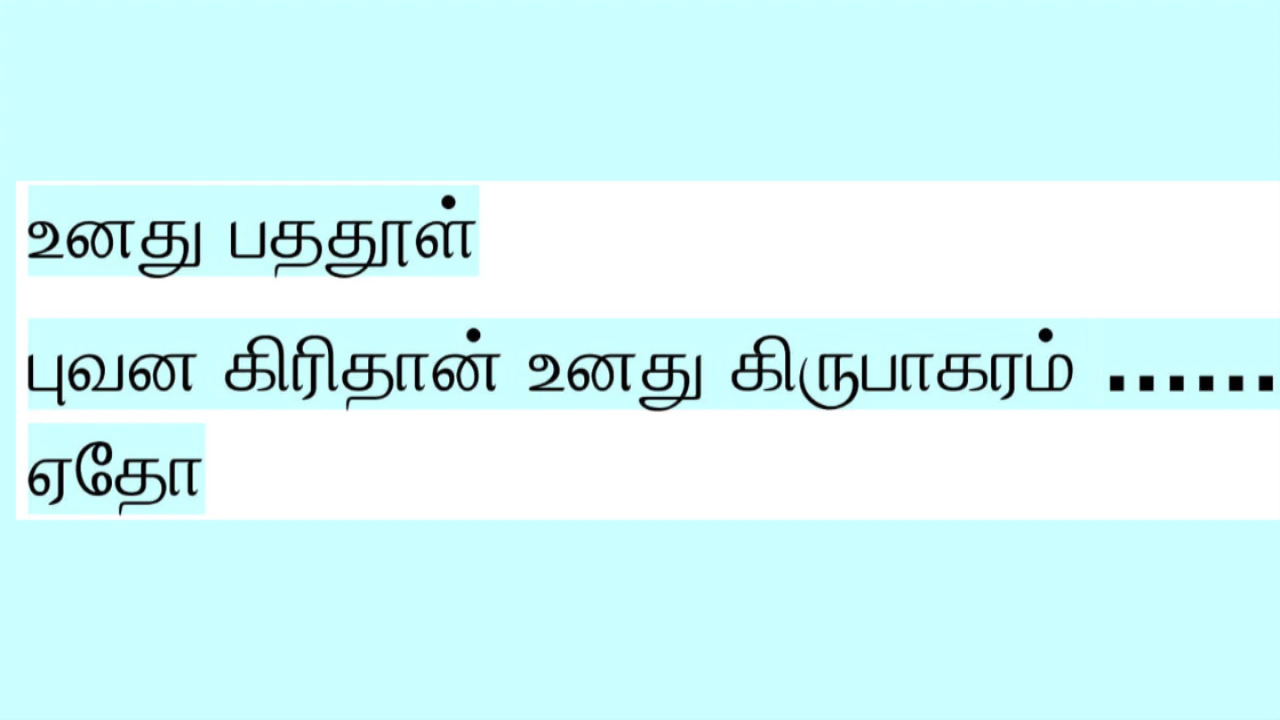 உனது பததூள்
புவன கிரிதான் உனது கிருபாகரம் ......
ஏதோ